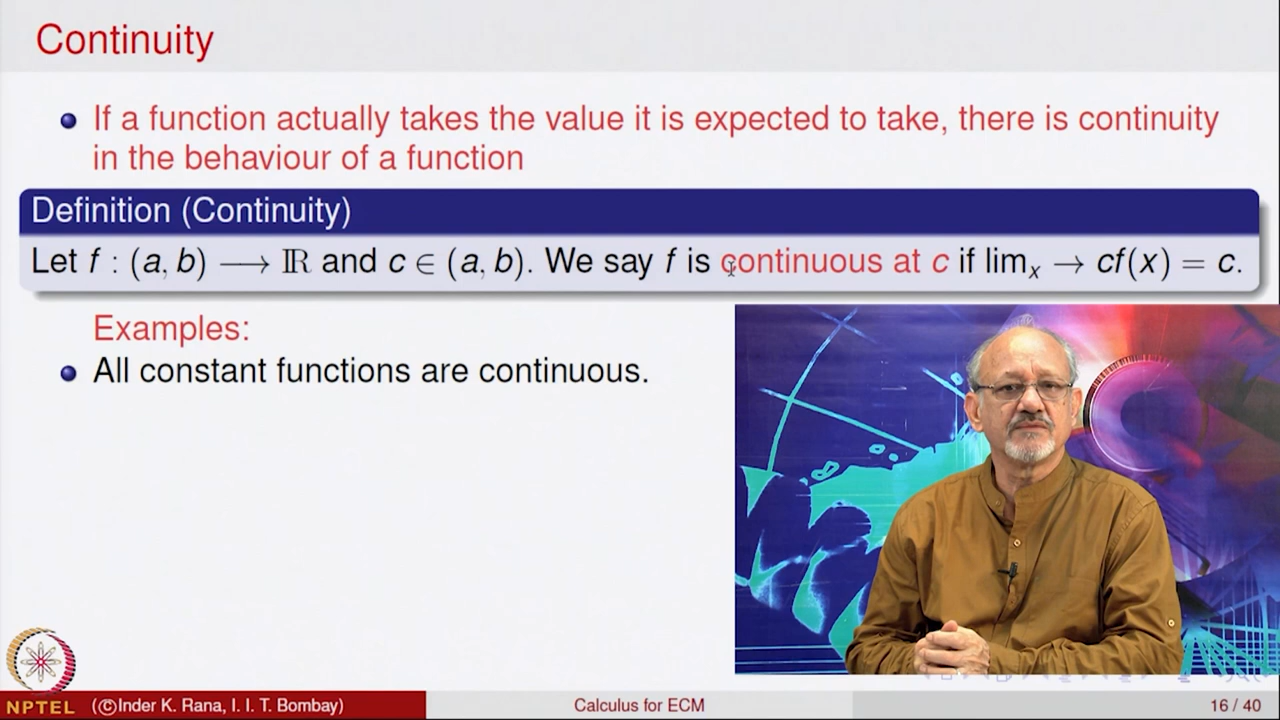 Continuity
If a function actually takes the value it is expected to take, there is continuity
in the behaviour of a function
Definition (Continuity)
Let f : (a, b) ⟶ ℝ and c ∈ (a, b). We say f is continuous at c if limₓ → cf(x) = c.
Examples:
All constant functions are continuous.
NPTEL (©Inder K. Rana, I. I. T. Bombay) Calculus for ECM 16 / 40